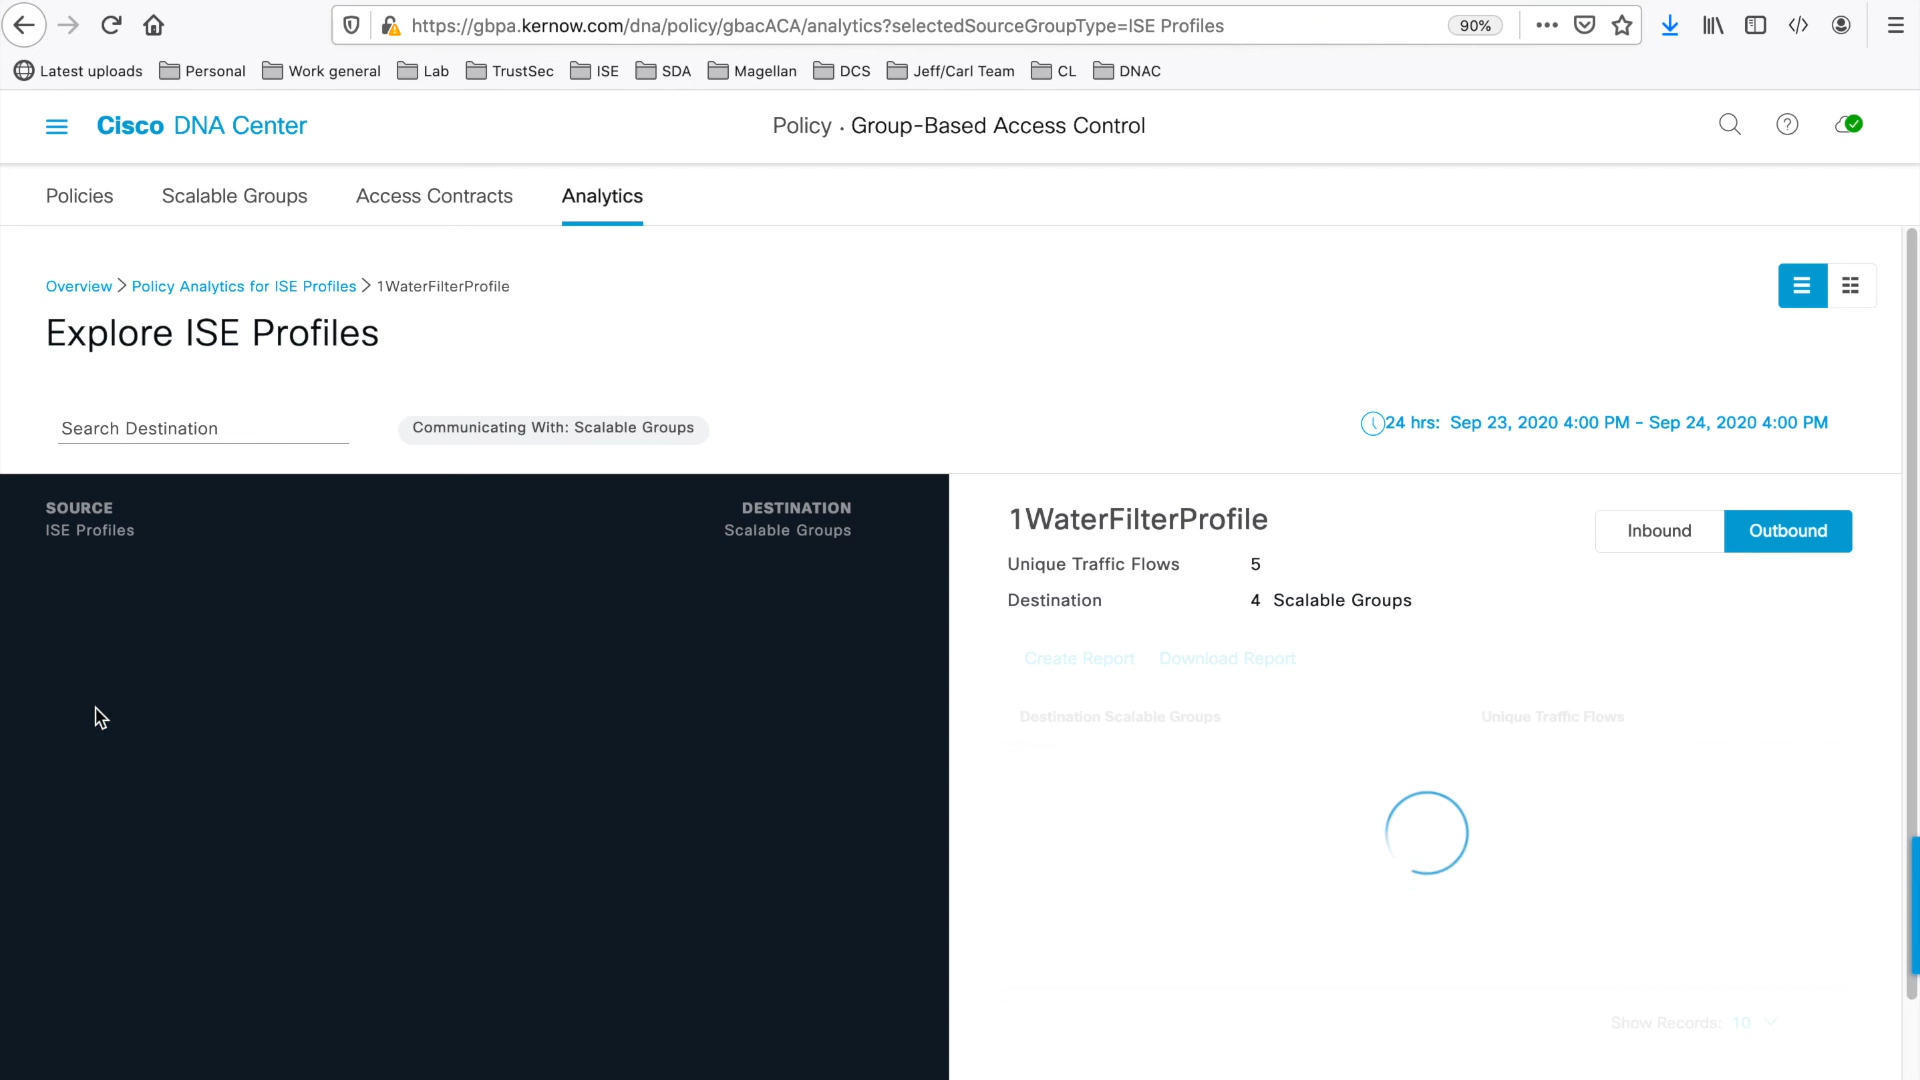 https://gbpa.kernow.com/dna/policy/gbacACA/analytics?selectedSourceGroupType=ISE Profiles 90%
Latest uploads Personal Work general Lab TrustSec ISE SDA Magellan DCS Jeff/Carl Team CL DNAC
Cisco DNA Center Policy · Group-Based Access Control
Policies Scalable Groups Access Contracts Analytics
Overview > Policy Analytics for ISE Profiles > 1WaterFilterProfile
Explore ISE Profiles
Search Destination Communicating With: Scalable Groups 24 hrs: Sep 23, 2020 4:00 PM - Sep 24, 2020 4:00 PM
SOURCE DESTINATION
ISE Profiles Scalable Groups
1WaterFilterProfile
Inbound Outbound
Unique Traffic Flows 5
Destination 4 Scalable Groups
Create Report Download Report
Destination Scalable Groups Unique Traffic Flows
Show Records: 10